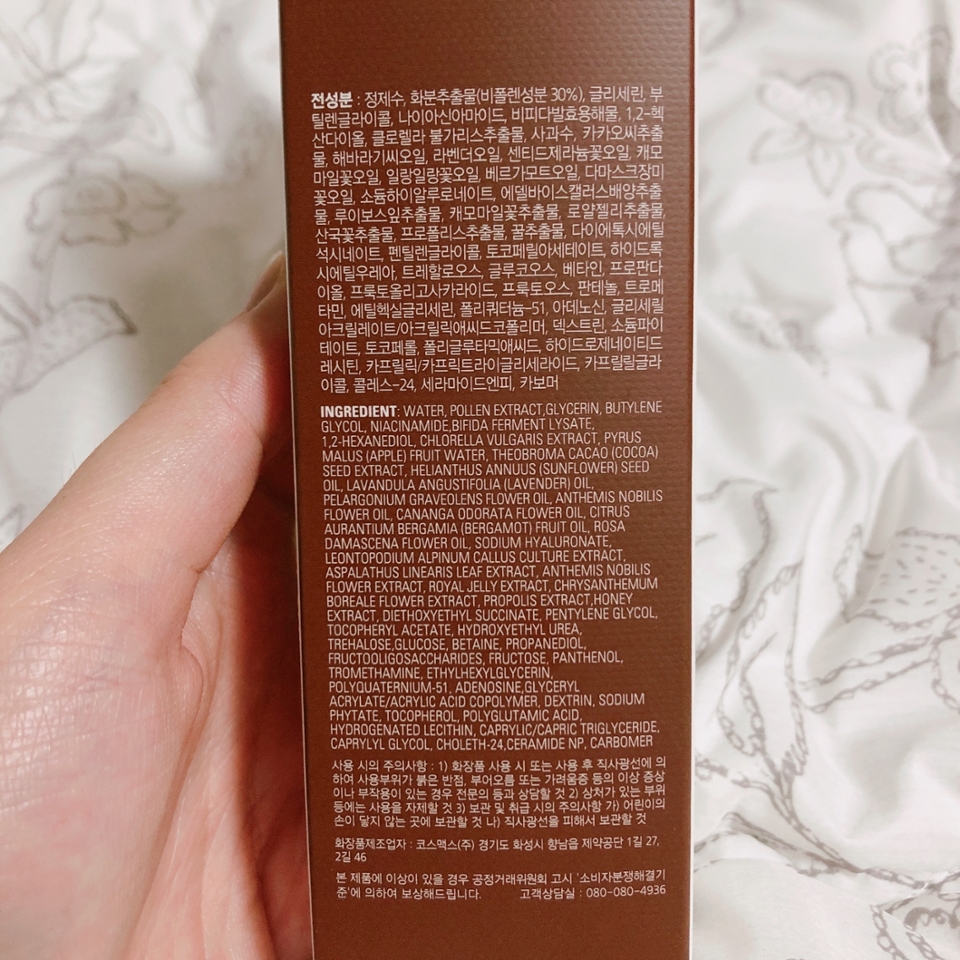 전성분 : 정제수, 화분추출물(비폴렌성분 30%), 글리세린, 부
틸렌글라이콜, 나이아신아마이드, 비피다발효용해물, 1,2-헥
산다이올, 클로렐라 불가리스추출물, 사과수, 카카오씨추출
물, 해바라기씨오일, 라벤더오일, 센티드제라늄꽃오일, 캐모
마일꽃오일, 일랑일랑꽃오일, 베르가모트오일, 다마스크장미
꽃오일, 소듐하이알루로네이트, 에델바이스캘러스배양추출
물, 루이보스잎추출물, 캐모마일꽃추출물, 로얄젤리추출물,
산국꽃추출물, 프로폴리스추출물, 꿀추출물, 다이에톡시에틸
석시네이트, 펜틸렌글라이콜, 토코페릴아세테이트, 하이드록
시에틸우레아, 트레할로오스, 글루코오스, 베타인, 프로판다
이올, 프룩토올리고사카라이드, 프룩토오스, 판테놀, 트로메
타민, 에틸헥실글리세린, 폴리쿼터늄-51, 아데노신, 글리세릴
아크릴레이트/아크릴릭애씨드코폴리머, 덱스트린, 소듐파이
테이트, 토코페롤, 폴리글루타믹애씨드, 하이드로제네이티드
레시틴, 카프릴릭/카프릭트라이글리세라이드, 카프릴릴글라
이콜, 콜레스-24, 세라마이드엔피, 카보머
INGREDIENT: WATER, POLLEN EXTRACT,GLYCERIN, BUTYLENE
GLYCOL, NIACINAMIDE,BIFIDA FERMENT LYSATE,
1,2-HEXANEDIOL, CHLORELLA VULGARIS EXTRACT, PYRUS
MALUS (APPLE) FRUIT WATER, THEOBROMA CACAO (COCOA)
SEED EXTRACT, HELIANTHUS ANNUUS (SUNFLOWER) SEED
OIL, LAVANDULA ANGUSTIFOLIA (LAVENDER) OIL,
PELARGONIUM GRAVEOLENS FLOWER OIL, ANTHEMIS NOBILIS
FLOWER OIL, CANANGA ODORATA FLOWER OIL, CITRUS
AURANTIUM BERGAMIA (BERGAMOT) FRUIT OIL, ROSA
DAMASCENA FLOWER OIL, SODIUM HYALURONATE,
LEONTOPODIUM ALPINUM CALLUS CULTURE EXTRACT,
ASPALATHUS LINEARIS LEAF EXTRACT, ANTHEMIS NOBILIS
FLOWER EXTRACT, ROYAL JELLY EXTRACT, CHRYSANTHEMUM
BOREALE FLOWER EXTRACT, PROPOLIS EXTRACT,HONEY
EXTRACT, DIETHOXYETHYL SUCCINATE, PENTYLENE GLYCOL,
TOCOPHERYL ACETATE, HYDROXYETHYL UREA,
TREHALOSE,GLUCOSE, BETAINE, PROPANEDIOL,
FRUCTOOLIGOSACCHARIDES, FRUCTOSE, PANTHENOL,
TROMETHAMINE, ETHYLHEXYLGLYCERIN,
POLYQUATERNIUM-51, ADENOSINE,GLYCERYL
ACRYLATE/ACRYLIC ACID COPOLYMER, DEXTRIN, SODIUM
PHYTATE, TOCOPHEROL, POLYGLUTAMIC ACID,
HYDROGENATED LECITHIN, CAPRYLIC/CAPRIC TRIGLYCERIDE,
CAPRYLYL GLYCOL, CHOLETH-24,CERAMIDE NP, CARBOMER
사용 시의 주의사항 : 1) 화장품 사용 시 또는 사용 후 직사광선에 의
하여 사용부위가 붉은 반점, 부어오름 또는 가려움증 등의 이상 증상
이나 부작용이 있는 경우 전문의 등과 상담할 것 2) 상처가 있는 부위
등에는 사용을 자제할 것 3) 보관 및 취급 시의 주의사항 가) 어린이의
손이 닿지 않는 곳에 보관할 것 나) 직사광선을 피해서 보관할 것
화장품제조업자 : 코스맥스(주) 경기도 화성시 향남읍 제약공단 1길 27,
2길 46
본 제품에 이상이 있을 경우 공정거래위원회 고시 '소비자분쟁해결기
준'에 의하여 보상해드립니다. 고객상담실 : 080-080-4936